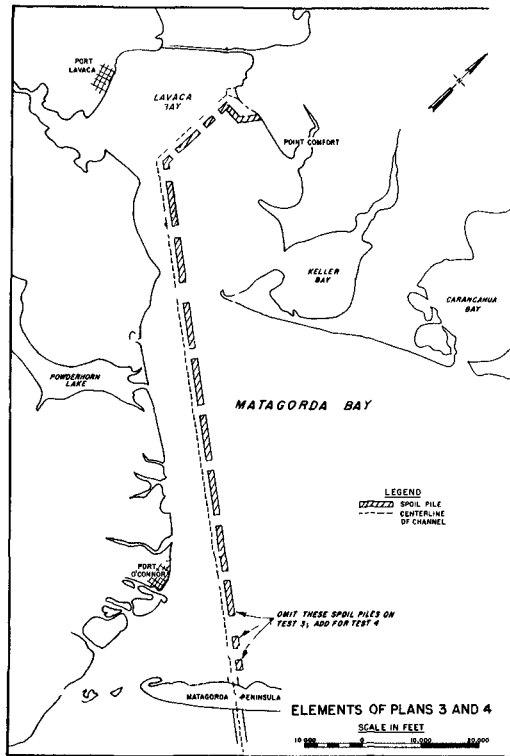 PORT
LAVACA
LAVACA
BAY
POINT COMFORT
KELLER
BAY
CARANCAHUA
BAY
POWDERHORN
LAKE
MATAGORDA BAY
LEGEND
SPOIL PILE
CENTERLINE
OF CHANNEL
PORT
O'CONNOR
OMIT THESE SPOIL PILES ON
TEST 3; ADD FOR TEST 4
MATAGORDA PENINSULA
ELEMENTS OF PLANS 3 AND 4
SCALE IN FEET
10 000 0 10,000 20,000